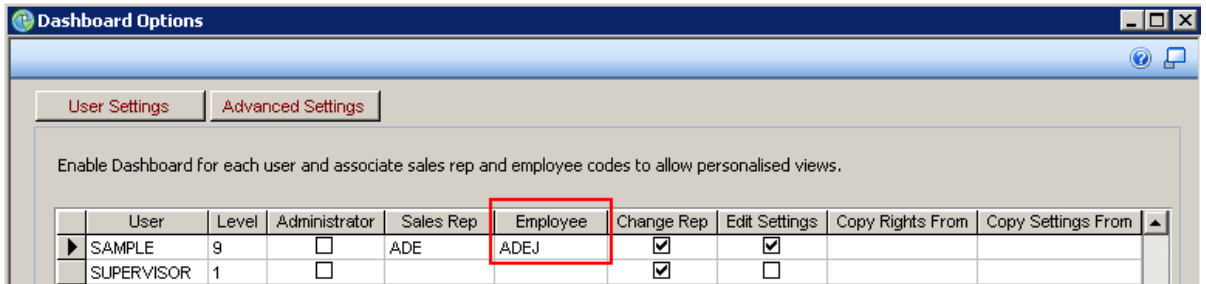 Dashboard Options
User Settings Advanced Settings
Enable Dashboard for each user and associate sales rep and employee codes to allow personalised views.
User Level Administrator Sales Rep Employee Change Rep Edit Settings Copy Rights From Copy Settings From
SAMPLE 9 ADE ADEJ
SUPERVISOR 1